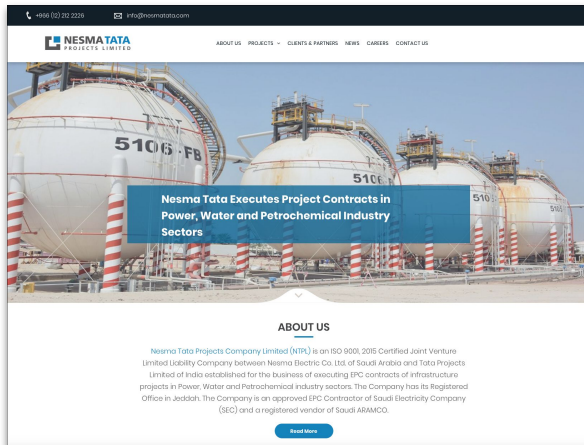 +966 (12) 212 2226 info@nesmatata.com
NESMA TATA
PROJECTS LIMITED
ABOUT US PROJECTS CLIENTS & PARTNERS NEWS CAREERS CONTACT US
5106-FB
5106
510
Nesma Tata Executes Project Contracts in
Power, Water and Petrochemical Industry
Sectors
ABOUT US
Nesma Tata Projects Company Limited (NTPL) is an ISO 9001, 2015 Certified Joint Venture
Limited Liability Company between Nesma Electric Co. Ltd. of Saudi Arabia and Tata Projects
Limited of India established for the business of executing EPC contracts of infrastructure
projects in Power, Water and Petrochemical industry sectors. The Company has its Registered
Office in Jeddah. The Company is an approved EPC Contractor of Saudi Electricity Company
(SEC) and a registered vendor of Saudi ARAMCO.
Read More